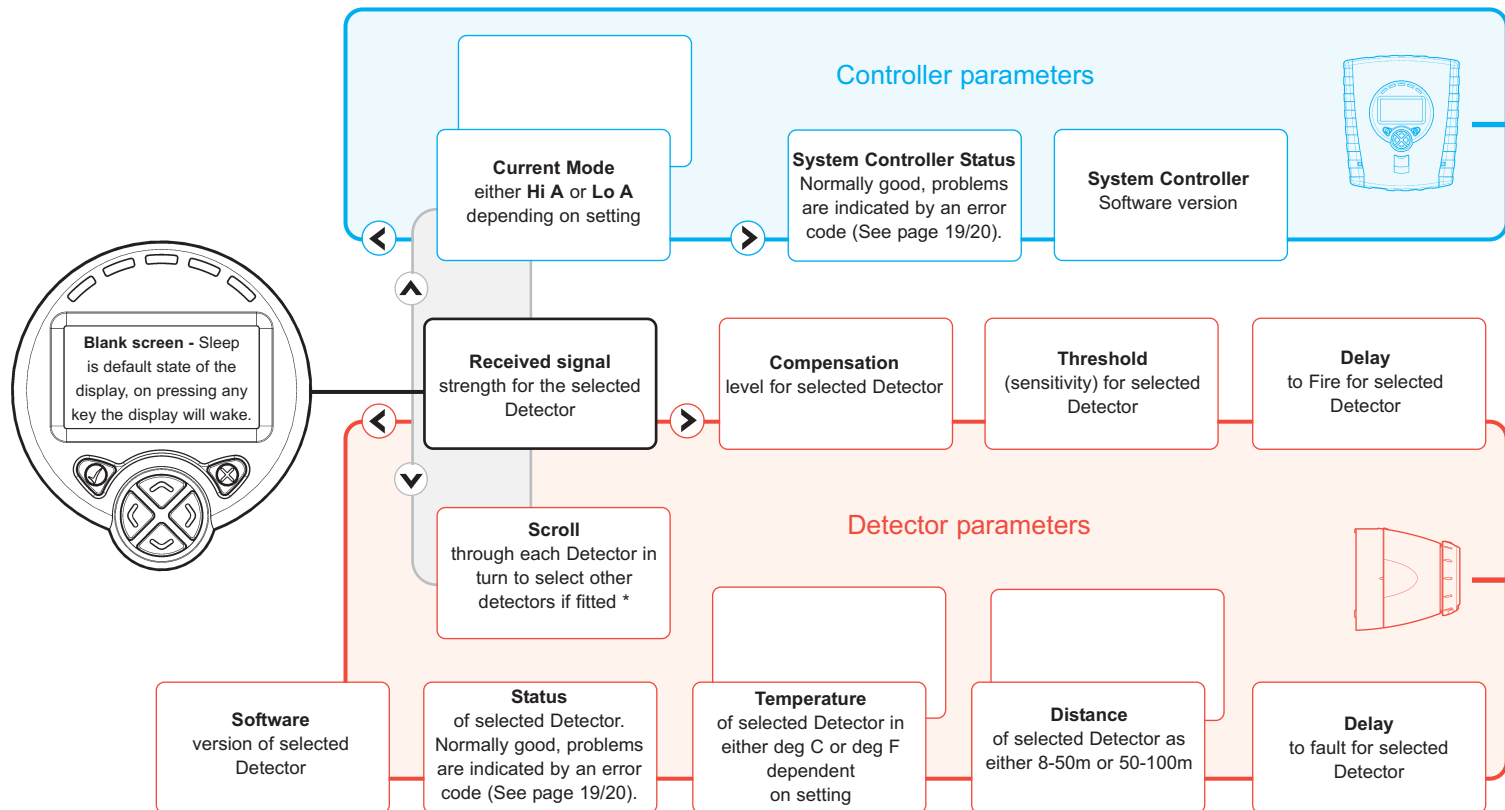 Controller parameters
Current Mode
either Hi A or Lo A
depending on setting
System Controller Status
Normally good, problems
are indicated by an error
code (See page 19/20).
System Controller
Software version
Blank screen - Sleep
is default state of the
display, on pressing any
key the display will wake.
Received signal
strength for the selected
Detector
Compensation
level for selected Detector
Threshold
(sensitivity) for selected
Detector
Delay
to Fire for selected
Detector
Detector parameters
Scroll
through each Detector in
turn to select other
detectors if fitted *
Software
version of selected
Detector
Status
of selected Detector.
Normally good, problems
are indicated by an error
code (See page 19/20).
Temperature
of selected Detector in
either deg C or deg F
dependent
on setting
Distance
of selected Detector as
either 8-50m or 50-100m
Delay
to fault for selected
Detector